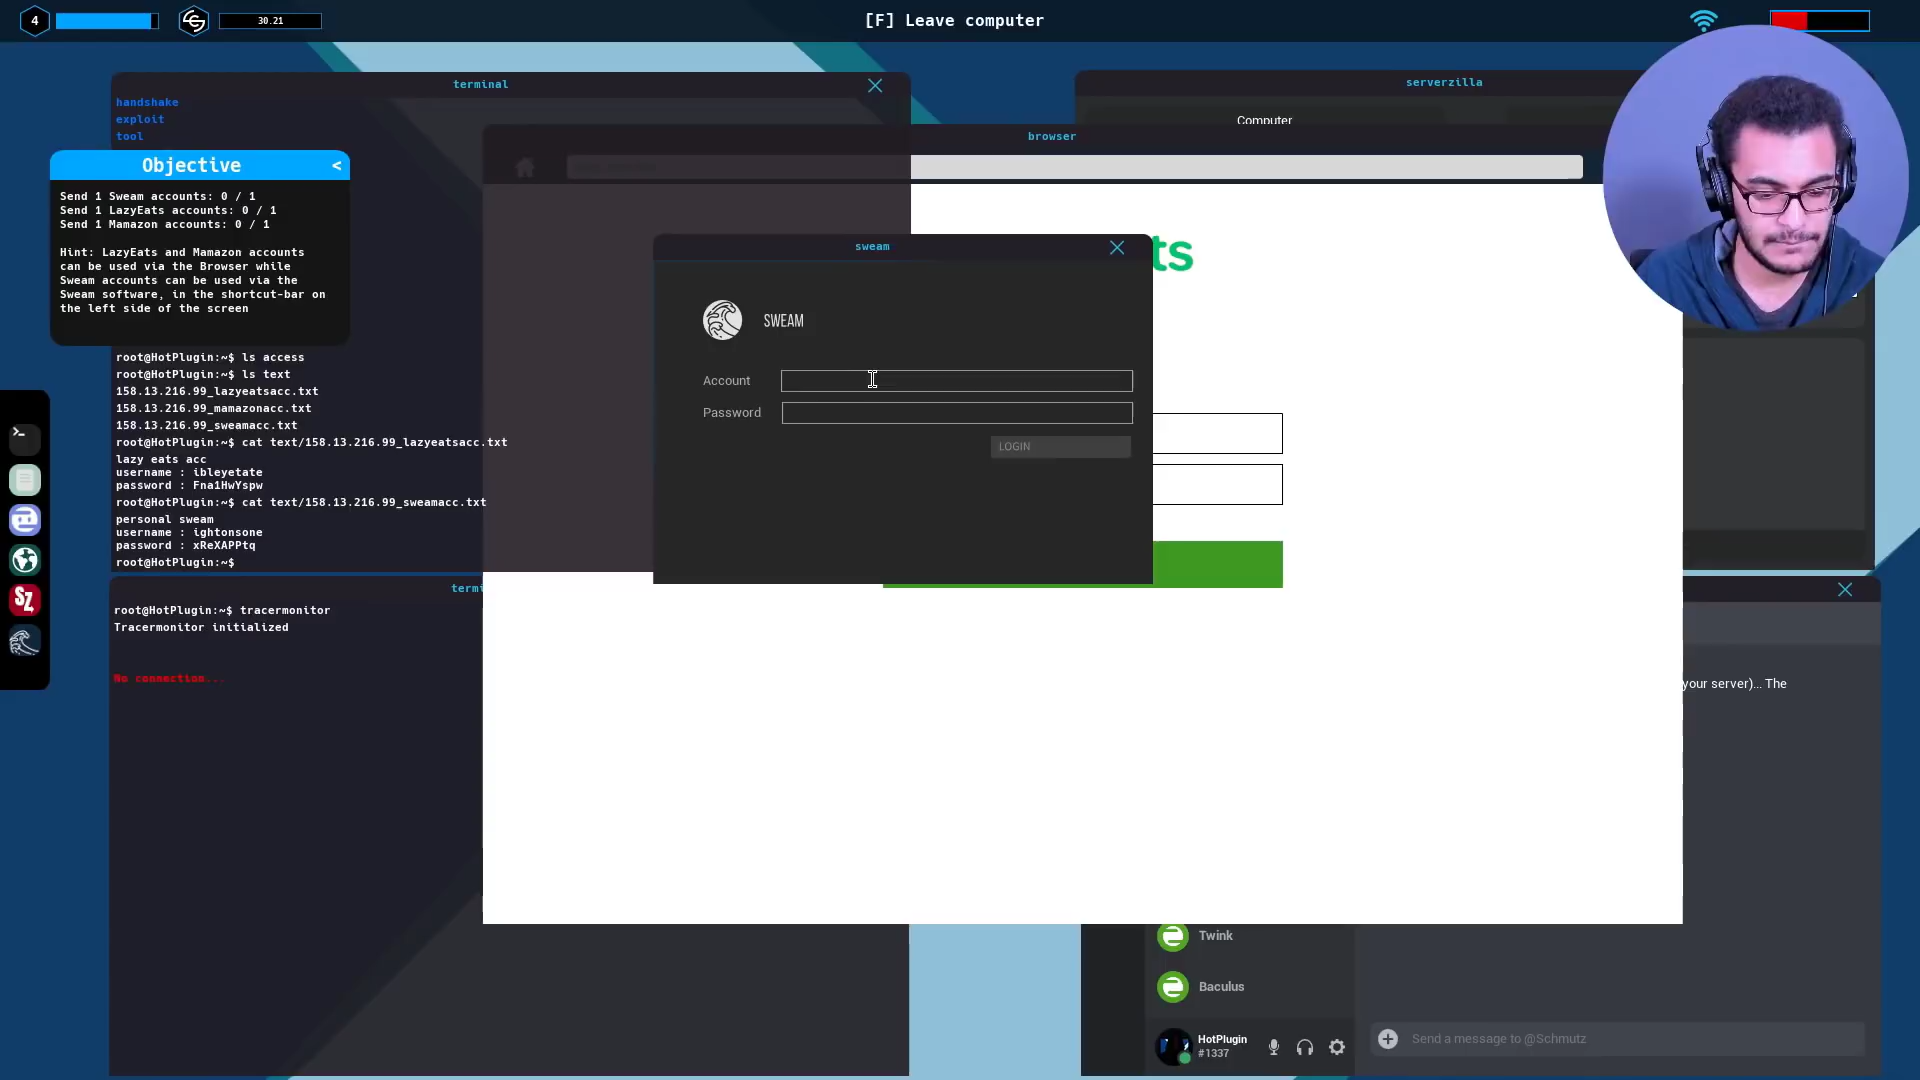 4
30.21
[F] Leave computer
terminal
handshake
exploit
tool
serverzilla
Computer
browser
Objective <
Send 1 Sweam accounts: 0 / 1
Send 1 LazyEats accounts: 0 / 1
Send 1 Mamazon accounts: 0 / 1
Hint: LazyEats and Mamazon accounts
can be used via the Browser while
Sweam accounts can be used via the
Sweam software, in the shortcut-bar on
the left side of the screen
root@HotPlugin:~$ ls access
root@HotPlugin:~$ ls text
158.13.216.99_lazyeatsacc.txt
158.13.216.99_mamazonacc.txt
158.13.216.99_sweamacc.txt
root@HotPlugin:~$ cat text/158.13.216.99_lazyeatsacc.txt
lazy eats acc
username : ibleyetate
password : Fna1HwYspw
root@HotPlugin:~$ cat text/158.13.216.99_sweamacc.txt
personal sweam
username : ightonsone
password : xReXAPPtq
root@HotPlugin:~$
sweam
SWEAM
Account
Password
LOGIN
ts
termi
root@HotPlugin:~$ tracermonitor
Tracermonitor initialized
No connection...
SZ
your server)... The
Twink
Baculus
HotPlugin
#1337
Send a message to @Schmutz